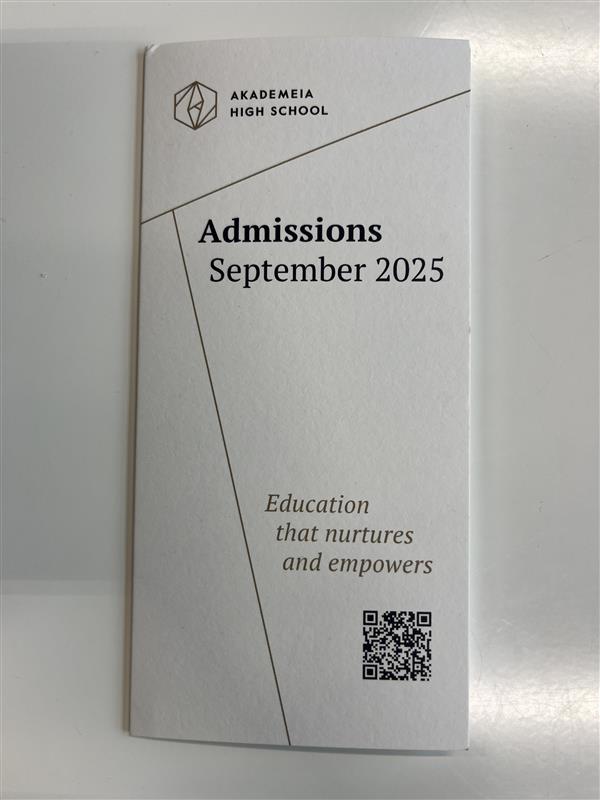 AKADEMEIA
HIGH SCHOOL
Admissions
September 2025
Education
that nurtures
and empowers